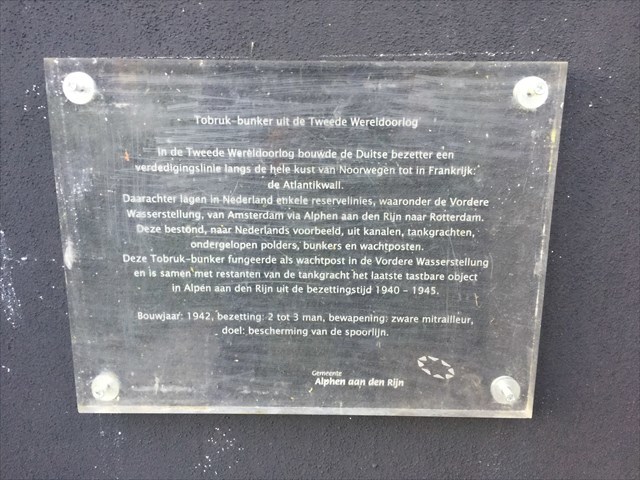 Tobruk-bunker uit de Tweede Wereldoorlog
In de Tweede Wereldoorlog bouwde de Duitse bezetter een
verdedigingslinie langs de hele kust van Noorwegen tot in Frankrijk:
de Atlantikwall.
Daarachter lagen in Nederland enkele reservelinies, waaronder de Vordere
Wasserstellung, van Amsterdam via Alphen aan den Rijn naar Rotterdam.
Deze bestond, naar Nederlands voorbeeld, uit kanalen, tankgrachten,
ondergelopen polders, bunkers en wachtposten.
Deze Tobruk-bunker fungeerde als wachtpost in de Vordere Wasserstellung
en is samen met restanten van de tankgracht het laatste tastbare object
in Alpen aan den Rijn uit de bezettingstijd 1940 - 1945.
Bouwjaar: 1942, bezetting: 2 tot 3 man, bewapening: zware mitrailleur,
doel: bescherming van de spoorlijn.
Gemeente
Alphen aan den Rijn